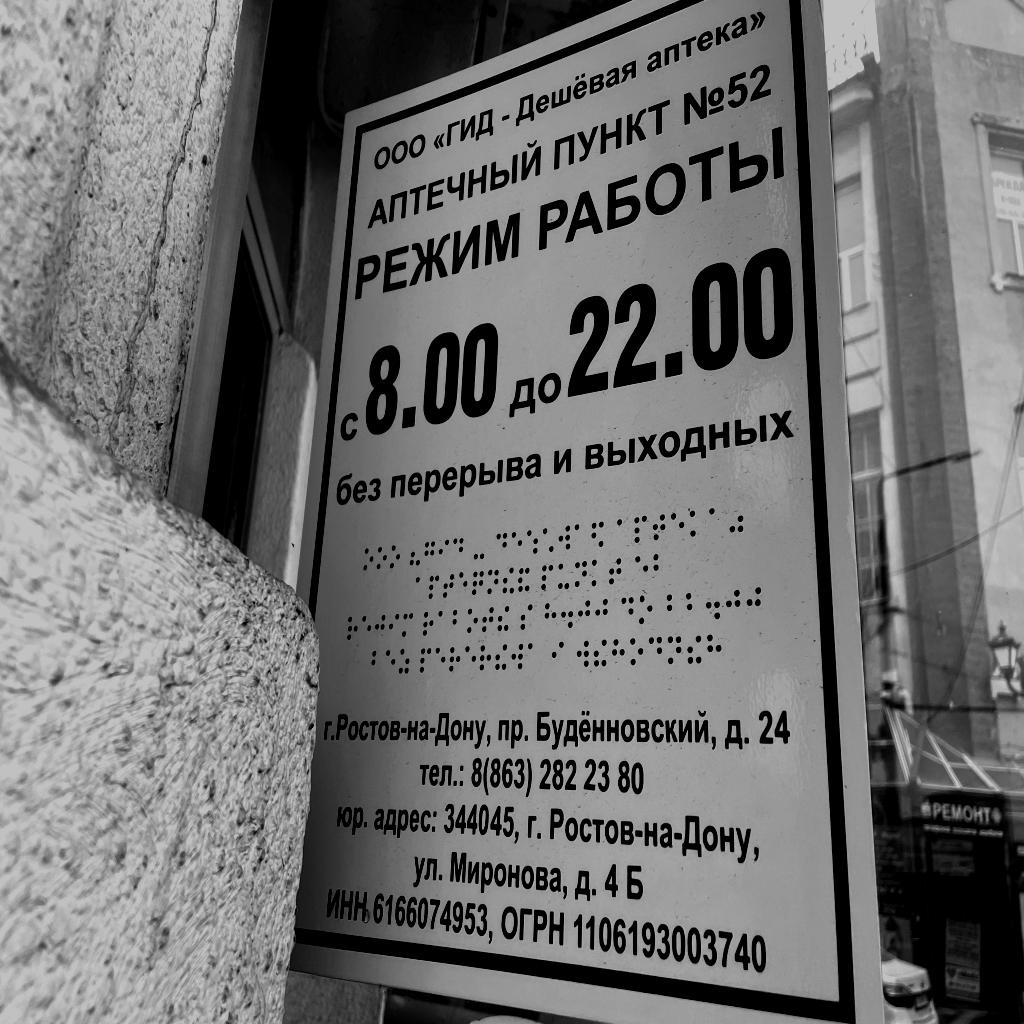 ООО «ГИД - Дешёвая аптека»
АПТЕЧНЫЙ ПУНКТ №52
РЕЖИМ РАБОТЫ
с 8.00 до 22.00
без перерыва и выходных
г.Ростов-на-Дону, пр. Будённовский, д. 24
тел.: 8(863) 282 23 80
юр. адрес: 344045, г. Ростов-на-Дону,
ул. Миронова, д. 4 Б
ИНН 6166074953, ОГРН 1106193003740
РЕМОНТ